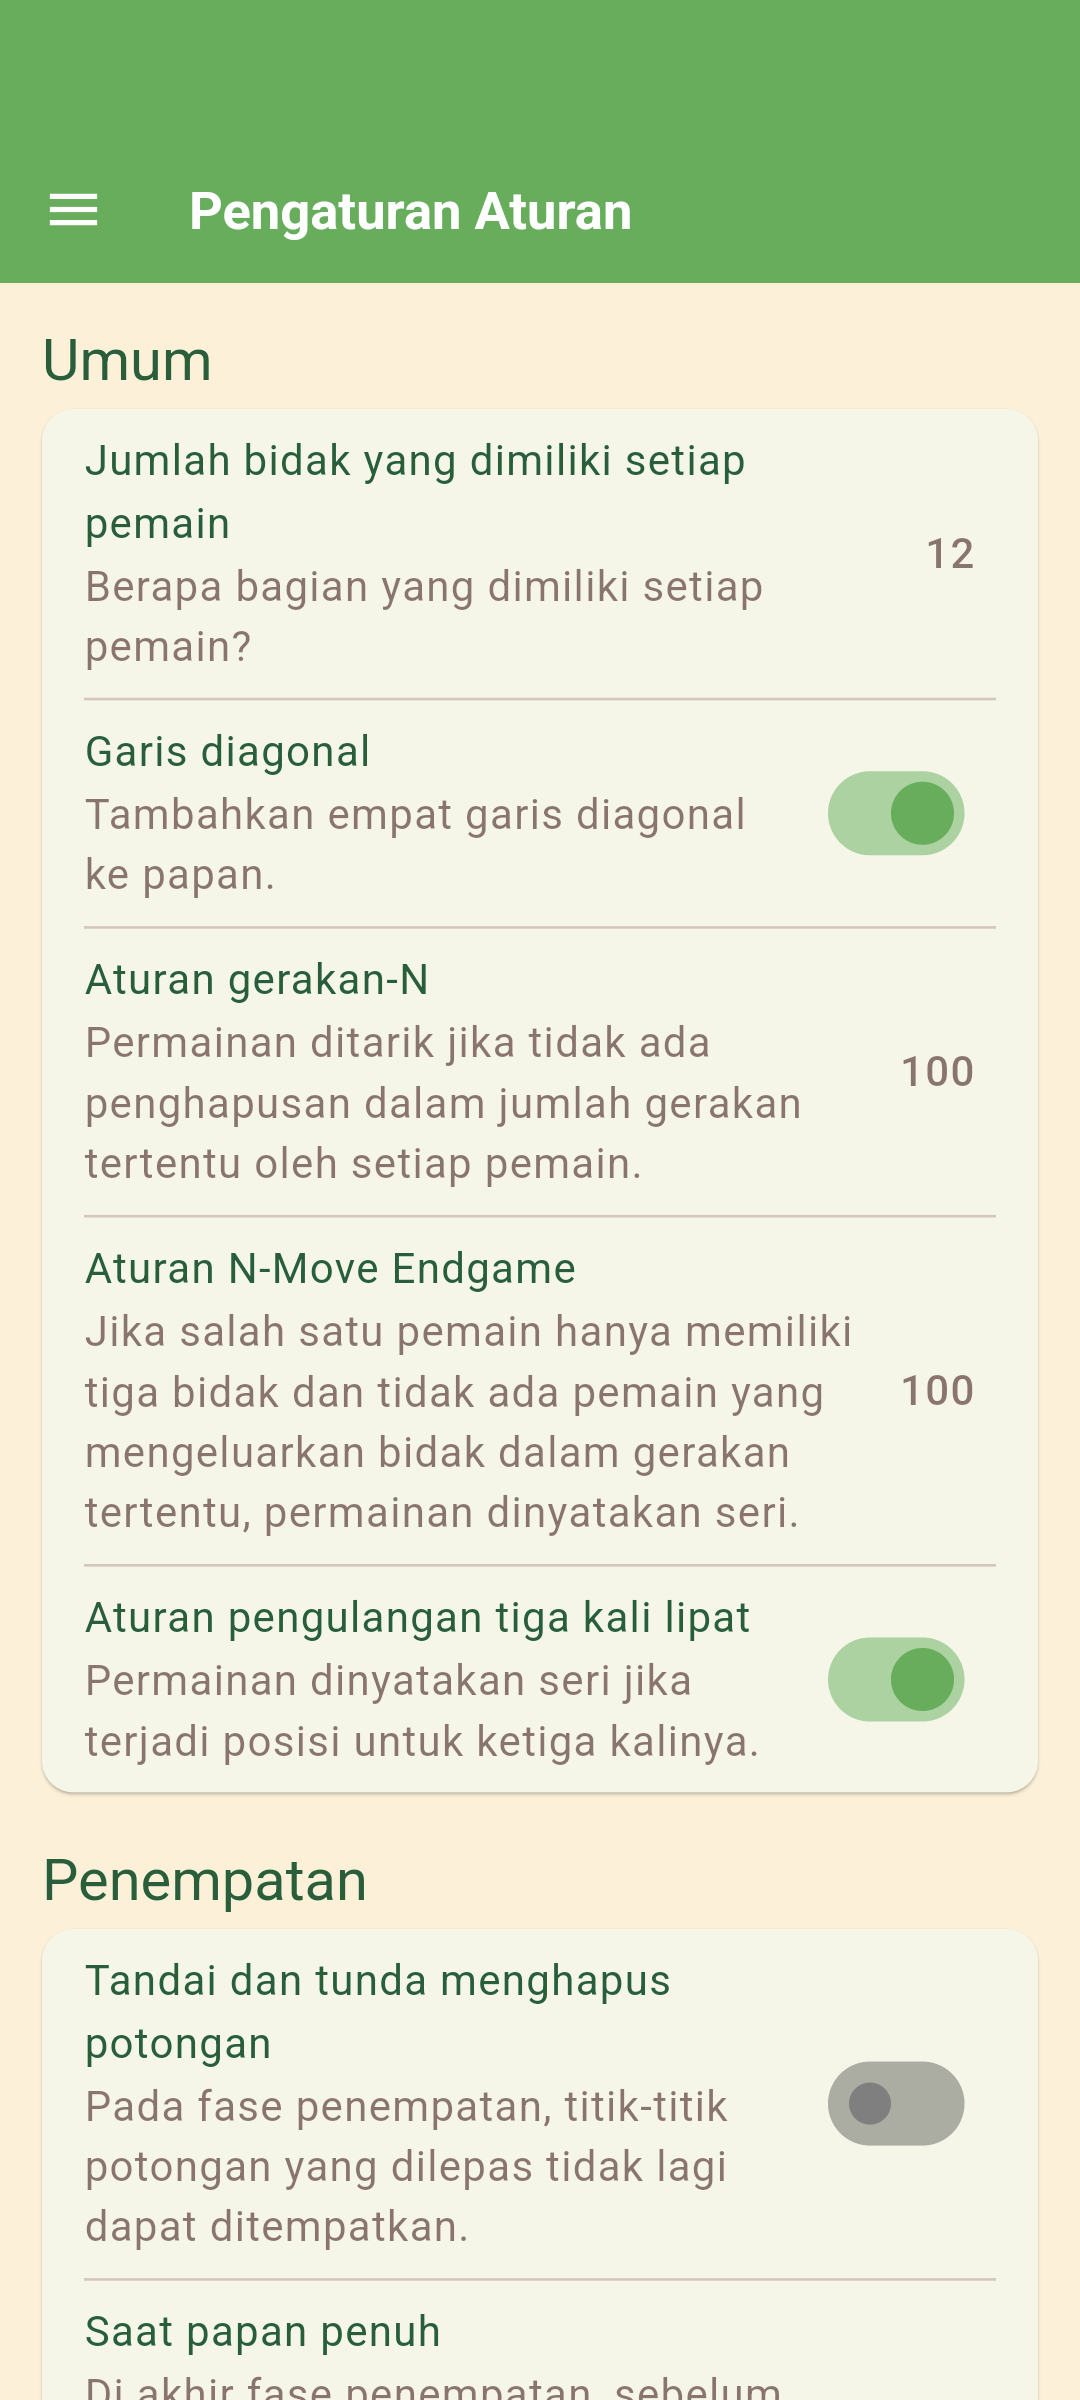 Pengaturan Aturan
Umum
Jumlah bidak yang dimiliki setiap
pemain
Berapa bagian yang dimiliki setiap
pemain?
12
Garis diagonal
Tambahkan empat garis diagonal
ke papan.
Aturan gerakan-N
Permainan ditarik jika tidak ada
penghapusan dalam jumlah gerakan
tertentu oleh setiap pemain.
100
Aturan N-Move Endgame
Jika salah satu pemain hanya memiliki
tiga bidak dan tidak ada pemain yang
mengeluarkan bidak dalam gerakan
tertentu, permainan dinyatakan seri.
100
Aturan pengulangan tiga kali lipat
Permainan dinyatakan seri jika
terjadi posisi untuk ketiga kalinya.
Penempatan
Tandai dan tunda menghapus
potongan
Pada fase penempatan, titik-titik
potongan yang dilepas tidak lagi
dapat ditempatkan.
Saat papan penuh
Di akhir fase penempatan, sebelum